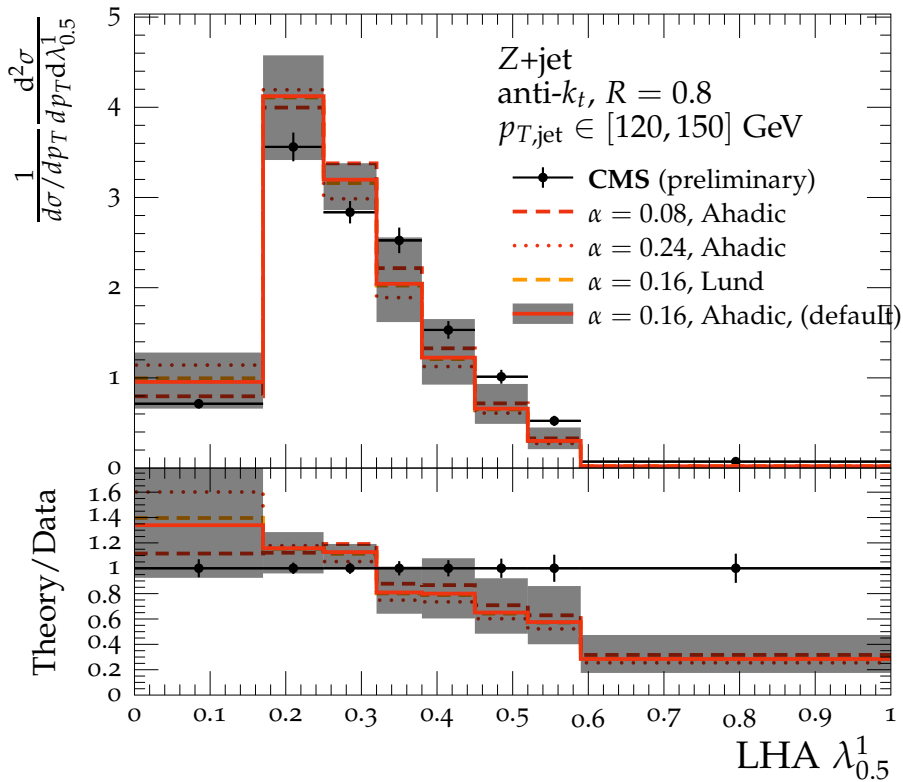 1/(dσ/dp_T) d²σ/(dp_T dλ^1_0.5)
5
4
3
2
1
0
Z+jet
anti-k_t, R = 0.8
p_T,jet ∈ [120, 150] GeV
CMS (preliminary)
α = 0.08, Ahadic
α = 0.24, Ahadic
α = 0.16, Lund
α = 0.16, Ahadic, (default)
Theory/Data
1.6
1.4
1.2
1
0.8
0.6
0.4
0.2
0
0 0.1 0.2 0.3 0.4 0.5 0.6 0.7 0.8 0.9 1
LHA λ^1_0.5